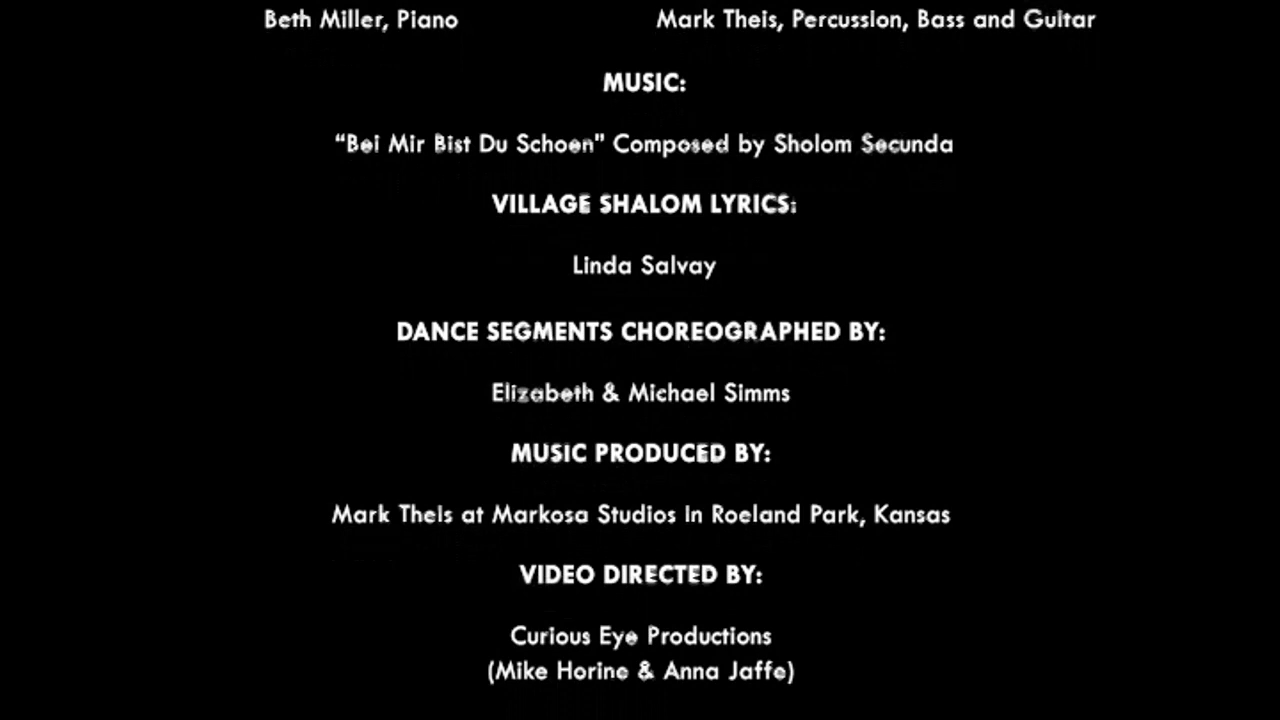 Beth Miller, Piano Mark Theis, Percussion, Bass and Guitar
MUSIC:
“Bei Mir Bist Du Schoen" Composed by Sholom Secunda
VILLAGE SHALOM LYRICS:
Linda Salvay
DANCE SEGMENTS CHOREOGRAPHED BY:
Elizabeth & Michael Simms
MUSIC PRODUCED BY:
Mark Theis at Markosa Studios in Roeland Park, Kansas
VIDEO DIRECTED BY:
Curious Eye Productions
(Mike Horine & Anna Jaffe)